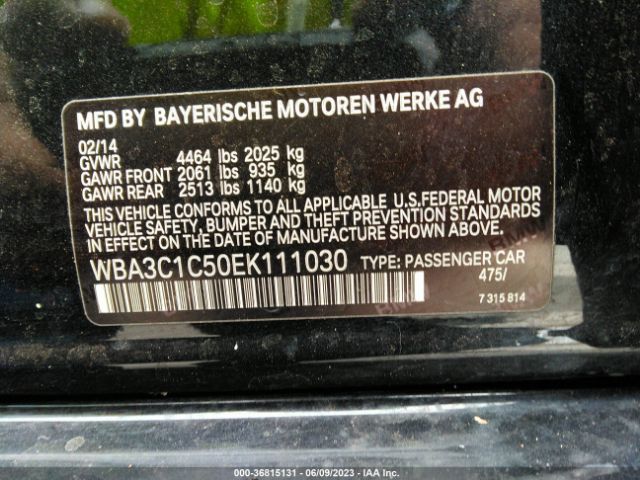 MFD BY BAYERISCHE MOTOREN WERKE AG
02/14
GVWR 4464 lbs 2025 kg
GAWR FRONT 2061 lbs 935 kg
GAWR REAR 2513 lbs 1140 kg
THIS VEHICLE CONFORMS TO ALL APPLICABLE U.S.FEDERAL MOTOR
VEHICLE SAFETY, BUMPER AND THEFT PREVENTION STANDARDS
IN EFFECT ON THE DATE OF MANUFACTURE SHOWN ABOVE.
WBA3C1C50EK111030 TYPE: PASSENGER CAR
475/
7 315 814
000-36815131 - 06/09/2023 - IAA Inc.